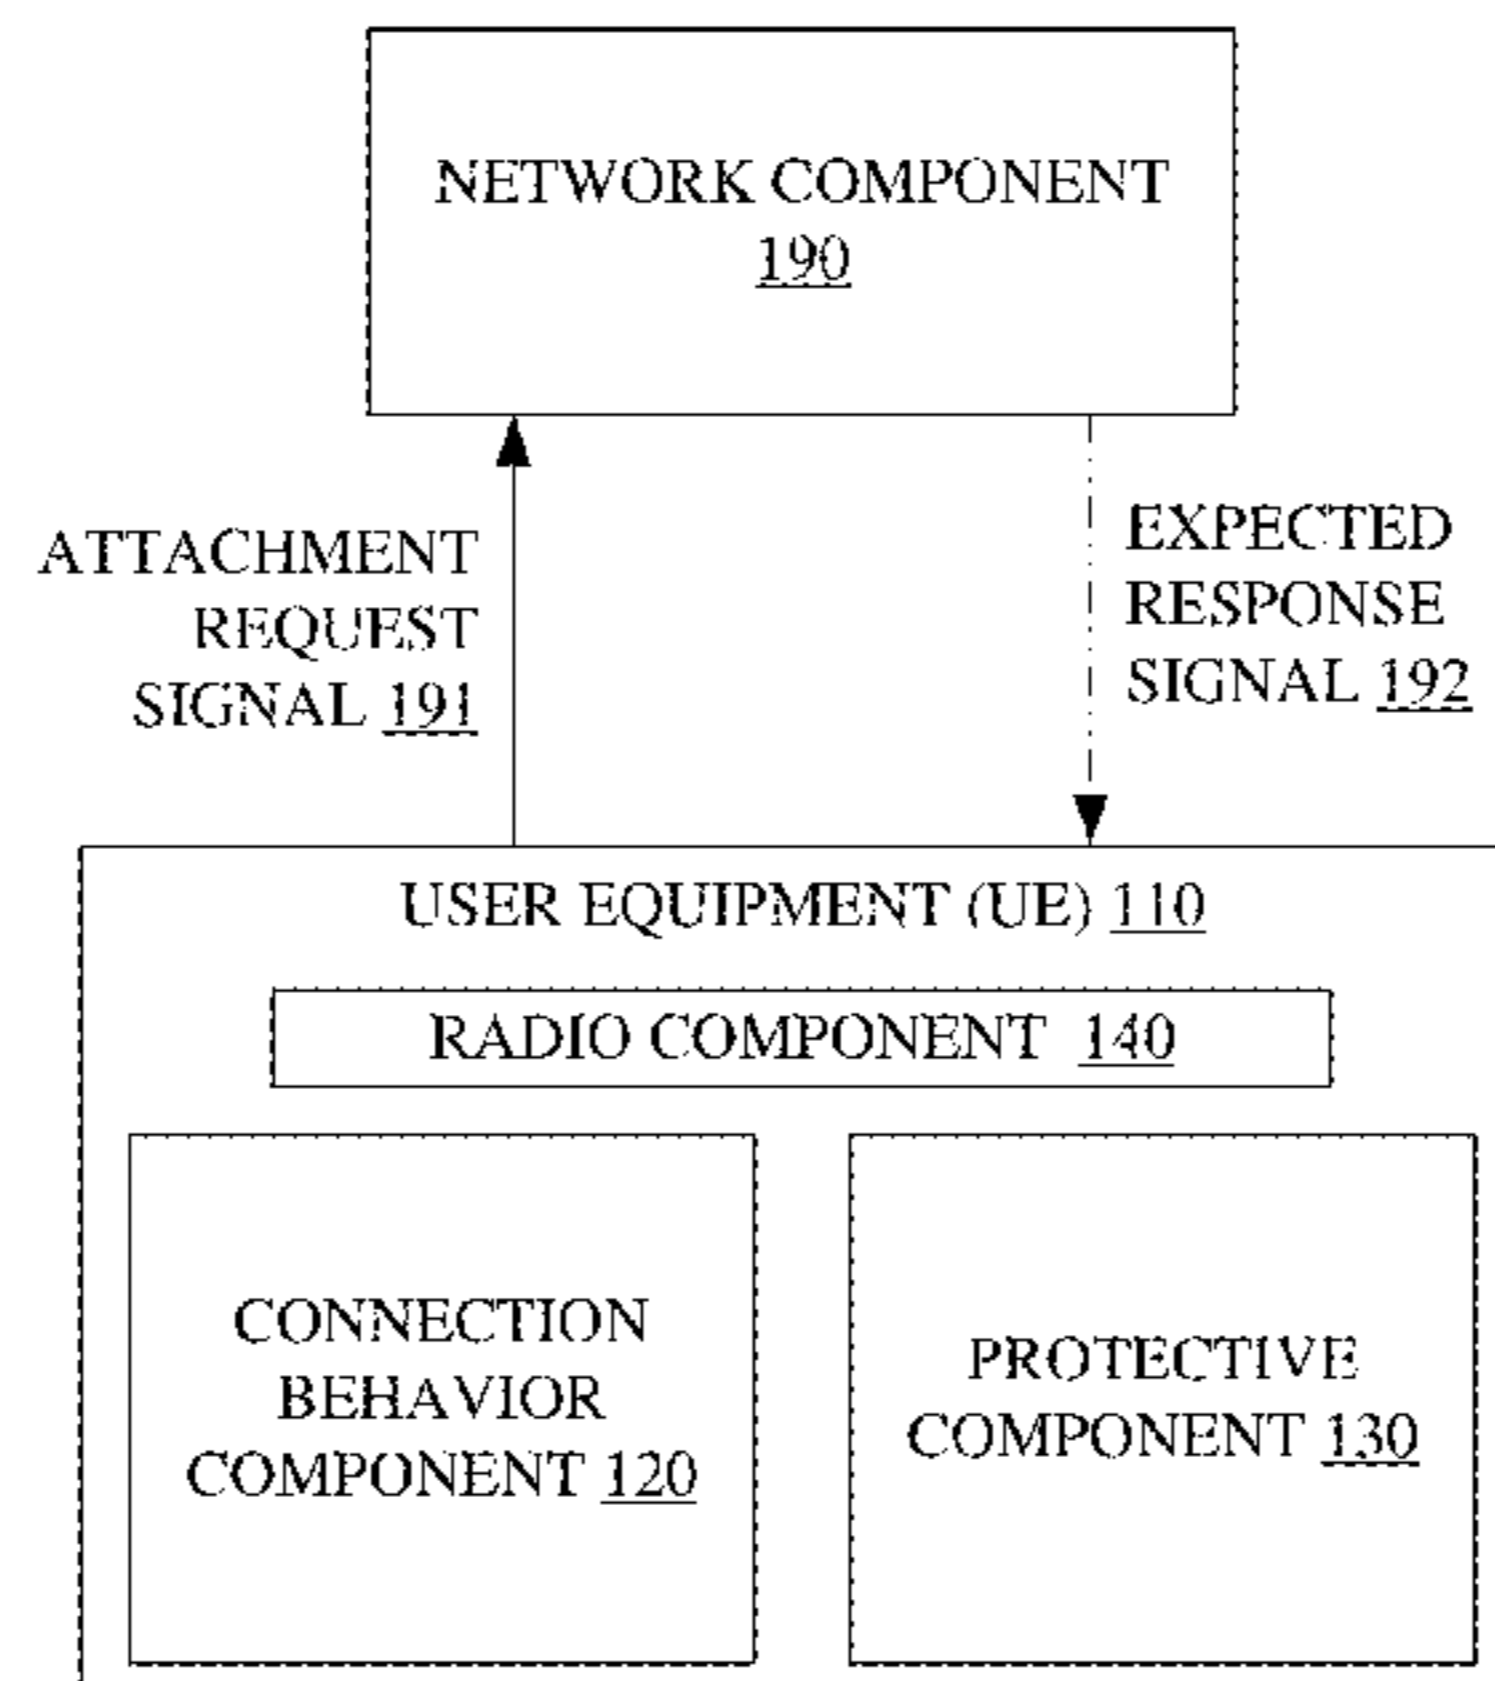 NETWORK COMPONENT
190
ATTACHMENT
REQUEST
SIGNAL 191
EXPECTED
RESPONSE
SIGNAL 192
USER EQUIPMENT (UE) 110
RADIO COMPONENT 140
CONNECTION
BEHAVIOR
COMPONENT 120
PROTECTIVE
COMPONENT 130